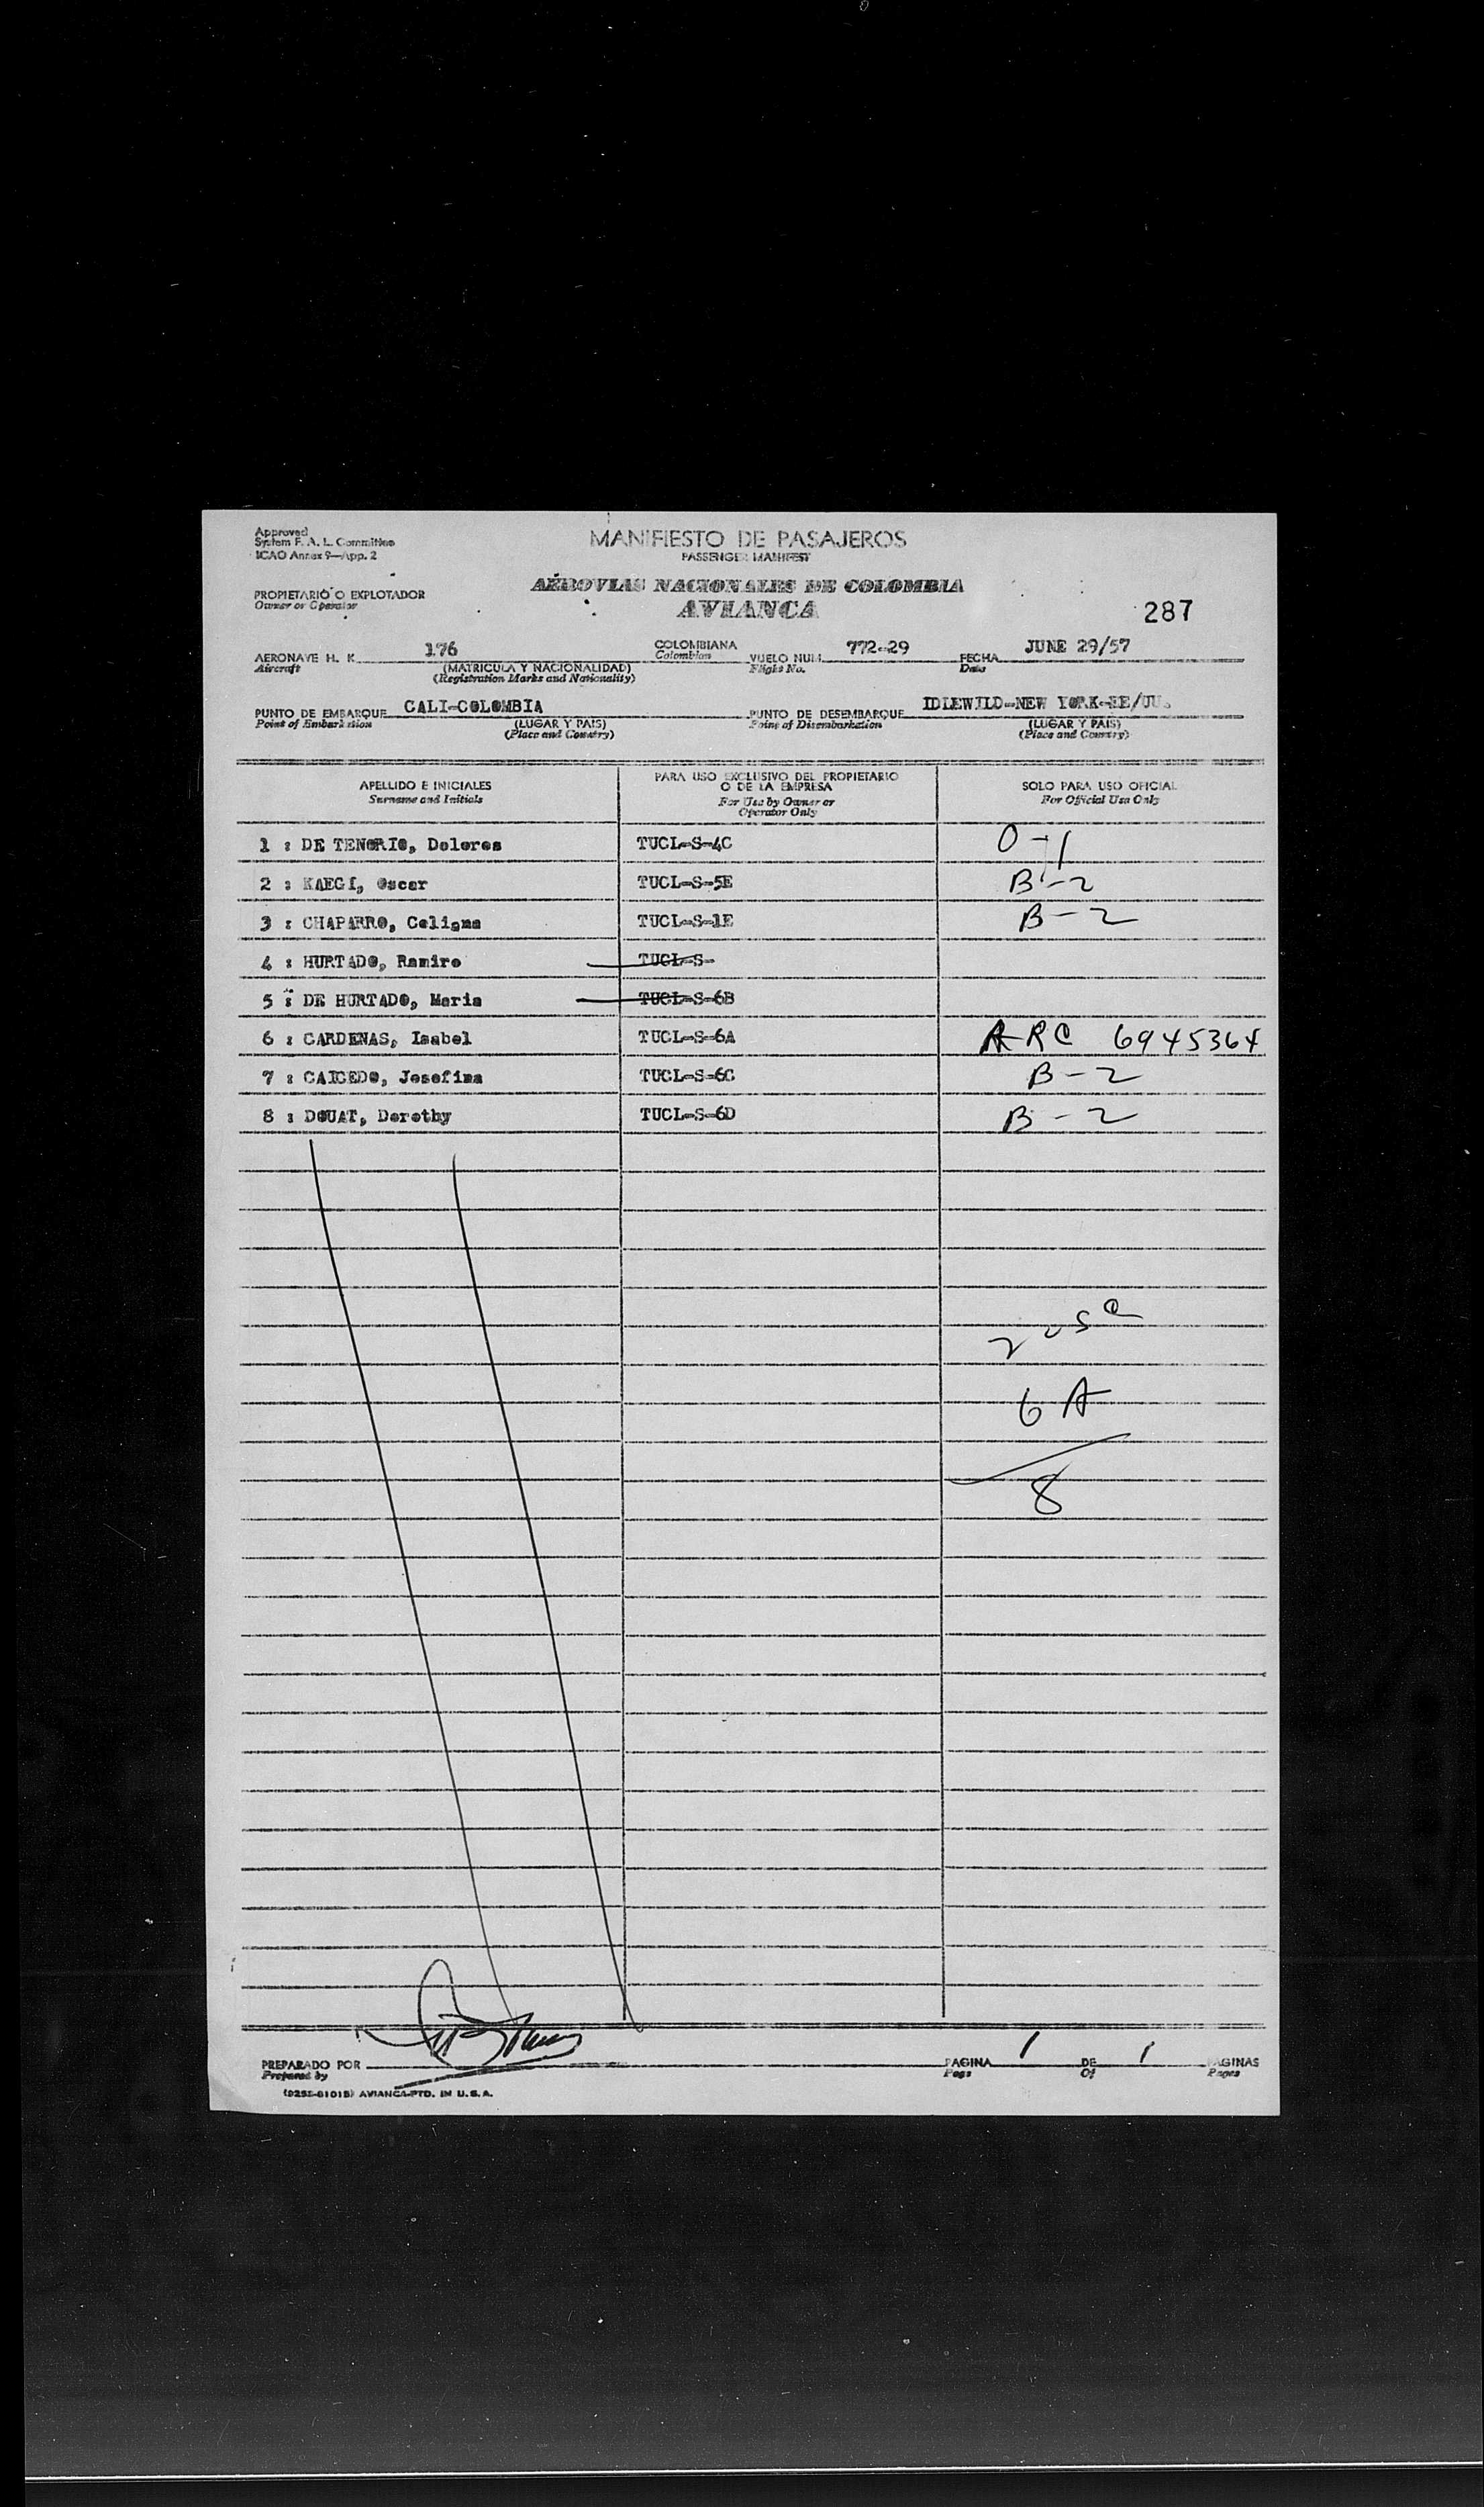 Approved
System F. A. L. Committee
ICAO Annex 9—App. 2
MANIFIESTO DE PASAJEROS
PASSENGER MANIFEST
PROPIETARIO O EXPLOTADOR
Owner or Operator
AEROVIAS NACIONALES DE COLOMBIA
AVIANCA
287
AERONAVE H. K. 176 COLOMBIANA VUELO NUM. 772-29 FECHA JUNE 29/57
Aircraft (MATRICULA Y NACIONALIDAD) Colombian Flight No. Date
(Registration Marks and Nationality)
PUNTO DE EMBARQUE CALI-COLOMBIA PUNTO DE DESEMBARQUE IDLEWILD-NEW YORK-EE/UU.
Point of Embarkation (LUGAR Y PAIS) Point of Disembarkation (LUGAR Y PAIS)
(Place and Country) (Place and Country)
APELLIDO E INICIALES PARA USO EXCLUSIVO DEL PROPIETARIO O DE LA EMPRESA SOLO PARA USO OFICIAL
Surname and Initials For Use by Owner or Operator Only For Official Use Only
1 : DE TENORIO, Dolores TUCL-S-4C O-1
2 : KAEGI, Oscar TUCL-S-5E B-2
3 : CHAPARRO, Celigma TUCL-S-1E B-2
4 : HURTADO, Ramiro TUCL-S-
5 : DE HURTADO, Maria TUCL-S-6B
6 : CARDENAS, Isabel TUCL-S-6A ARC 6945364
7 : CAICEDO, Josefina TUCL-S-6C B-2
8 : DOUAT, Dorothy TUCL-S-6D B-2
2 USC
6 A
8
PREPARADO POR PAGINA 1 DE 1 PAGINAS
Prepared by Page Of Pages
AVIANCA-PTD. IN U.S.A.